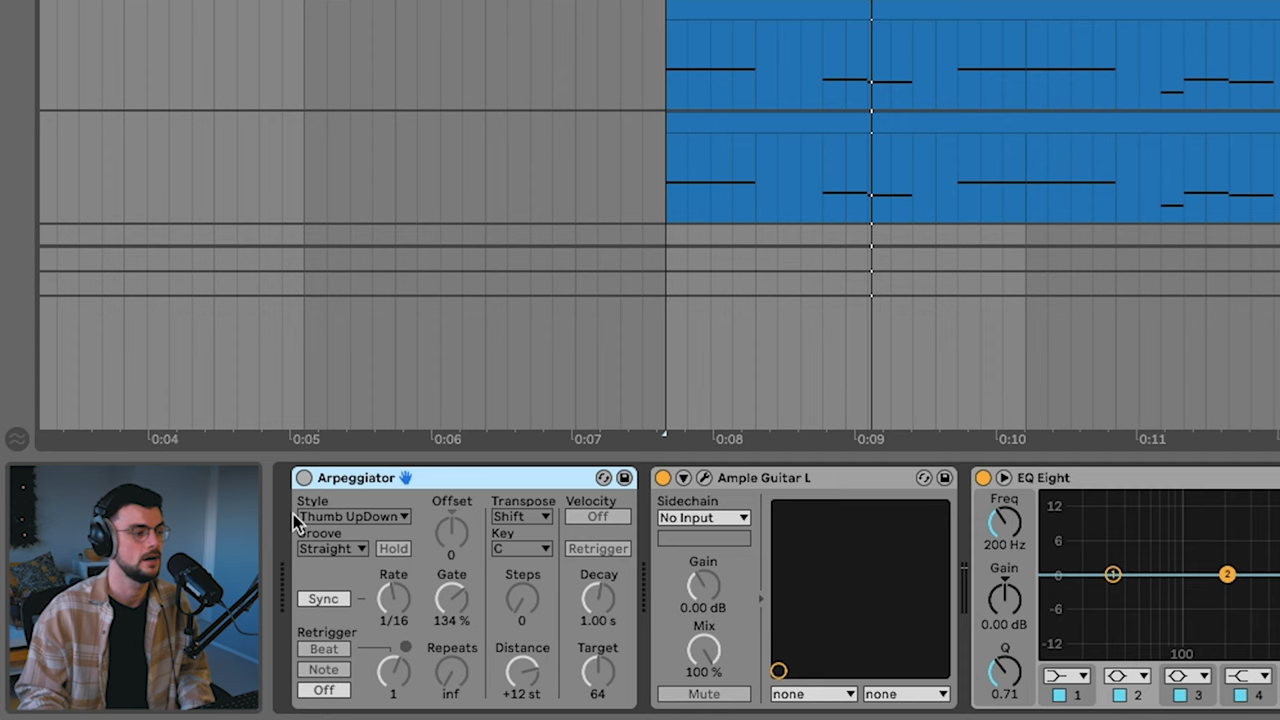 0:04 0:05 0:06 0:07 0:08 0:09 0:10 0:11
Arpeggiator
Style Offset Transpose Velocity
Thumb UpDown Shift Off
Groove Key
Straight Hold 0 C Retrigger
Rate Gate Steps Decay
Sync
1/16 134 % 0 1.00 s
Retrigger
Beat Repeats Distance Target
Note
Off 1 inf +12 st 64
Ample Guitar L
Sidechain
No Input
Gain
0.00 dB
Mix
100 %
Mute none none
EQ Eight
Freq
200 Hz
Gain
0.00 dB
Q
0.71
12
6
0
-6
-12
1 2
100
1 2 3 4